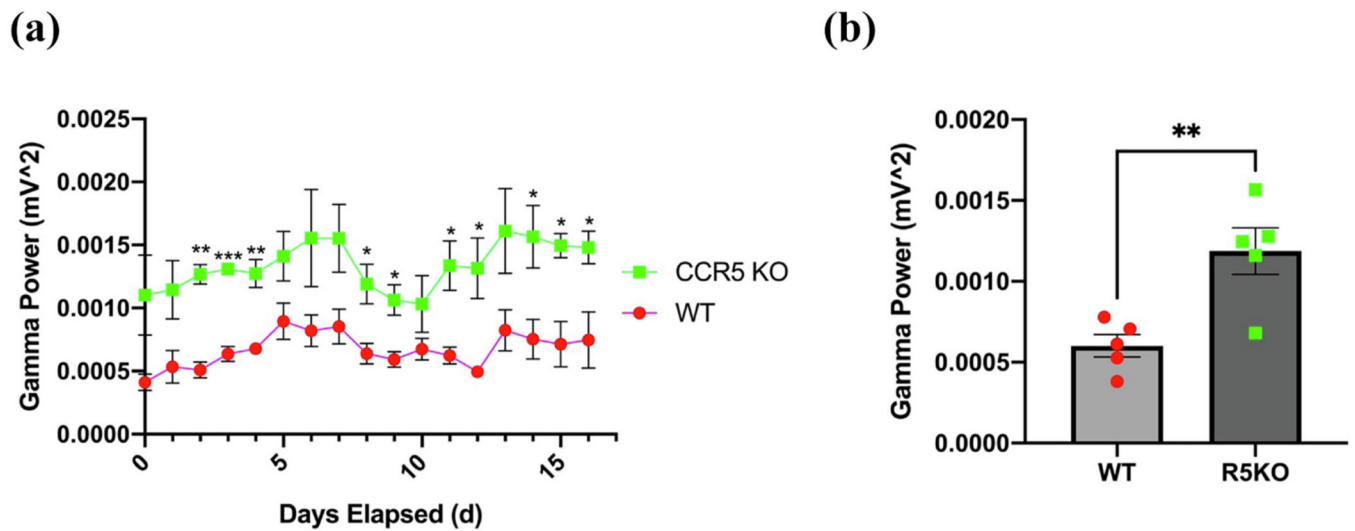 (a)
Gamma Power (mV^2)
0.0025
0.0020
0.0015
0.0010
0.0005
0.0000
** *** ** * * * * * * *
0 5 10 15
Days Elapsed (d)
CCR5 KO
WT
(b)
Gamma Power (mV^2)
0.0020
0.0015
0.0010
0.0005
0.0000
**
WT R5KO